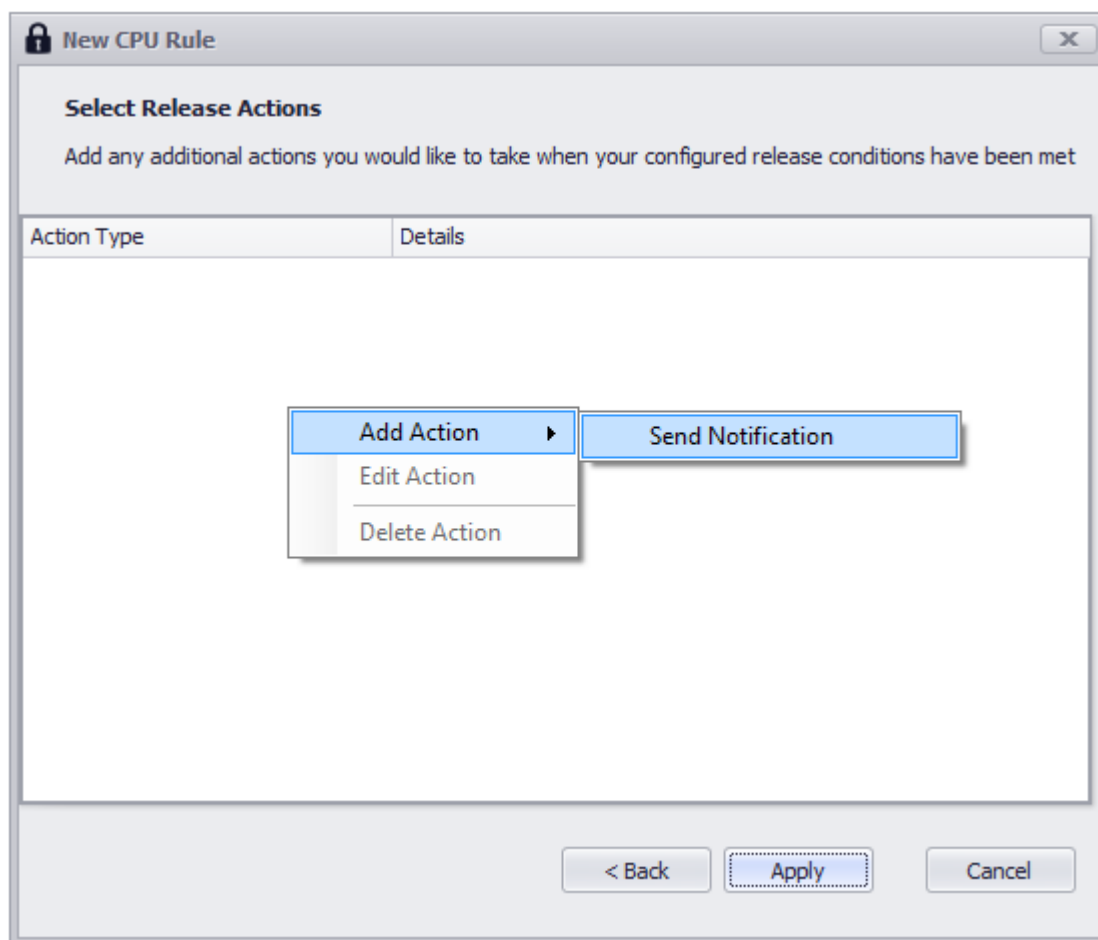 New CPU Rule
Select Release Actions
Add any additional actions you would like to take when your configured release conditions have been met
Action Type Details
Add Action Send Notification
Edit Action
Delete Action
< Back Apply Cancel